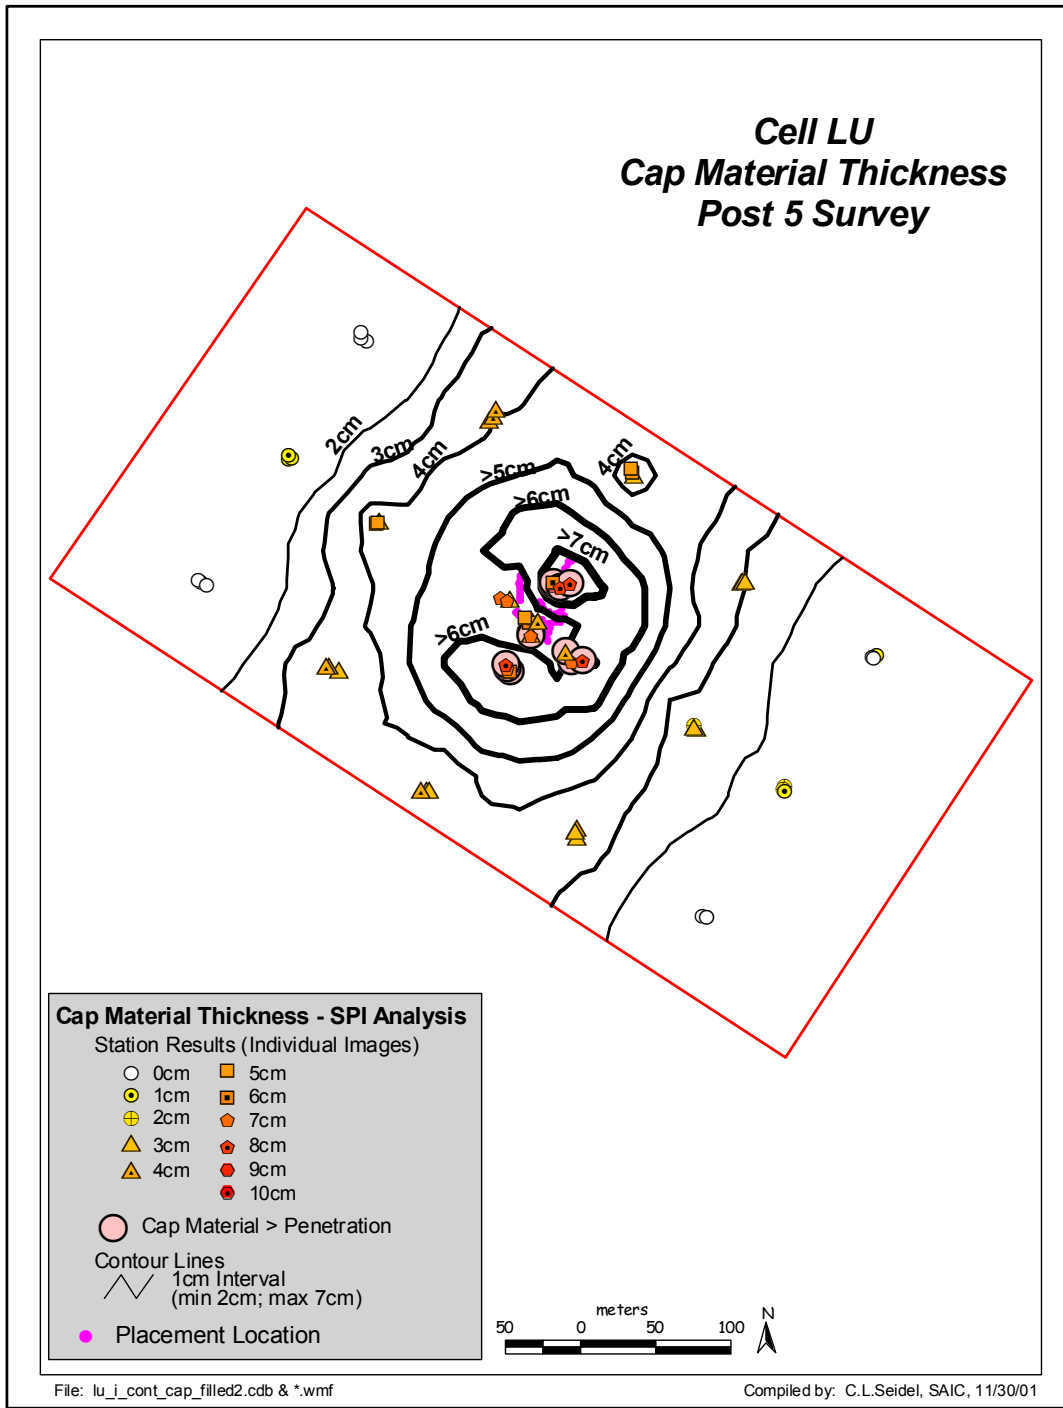 Cell LU
Cap Material Thickness
Post 5 Survey
2cm
3cm
4cm
>5cm
>6cm
4cm
>7cm
>6cm
Cap Material Thickness - SPI Analysis
Station Results (Individual Images)
0cm
1cm
2cm
3cm
4cm
5cm
6cm
7cm
8cm
9cm
10cm
Cap Material > Penetration
Contour Lines
1cm Interval
(min 2cm; max 7cm)
Placement Location
meters
50 0 50 100
N
File: lu_i_cont_cap_filled2.cdb & *.wmf
Compiled by: C.L.Seidel, SAIC, 11/30/01